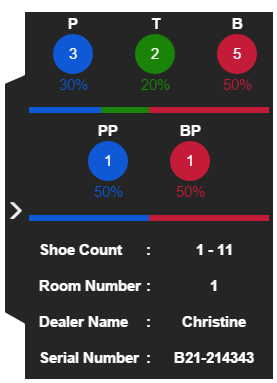 P T B
3 2 5
30% 20% 50%
PP BP
1 1
50% 50%
Shoe Count : 1 - 11
Room Number : 1
Dealer Name : Christine
Serial Number : B21-214343